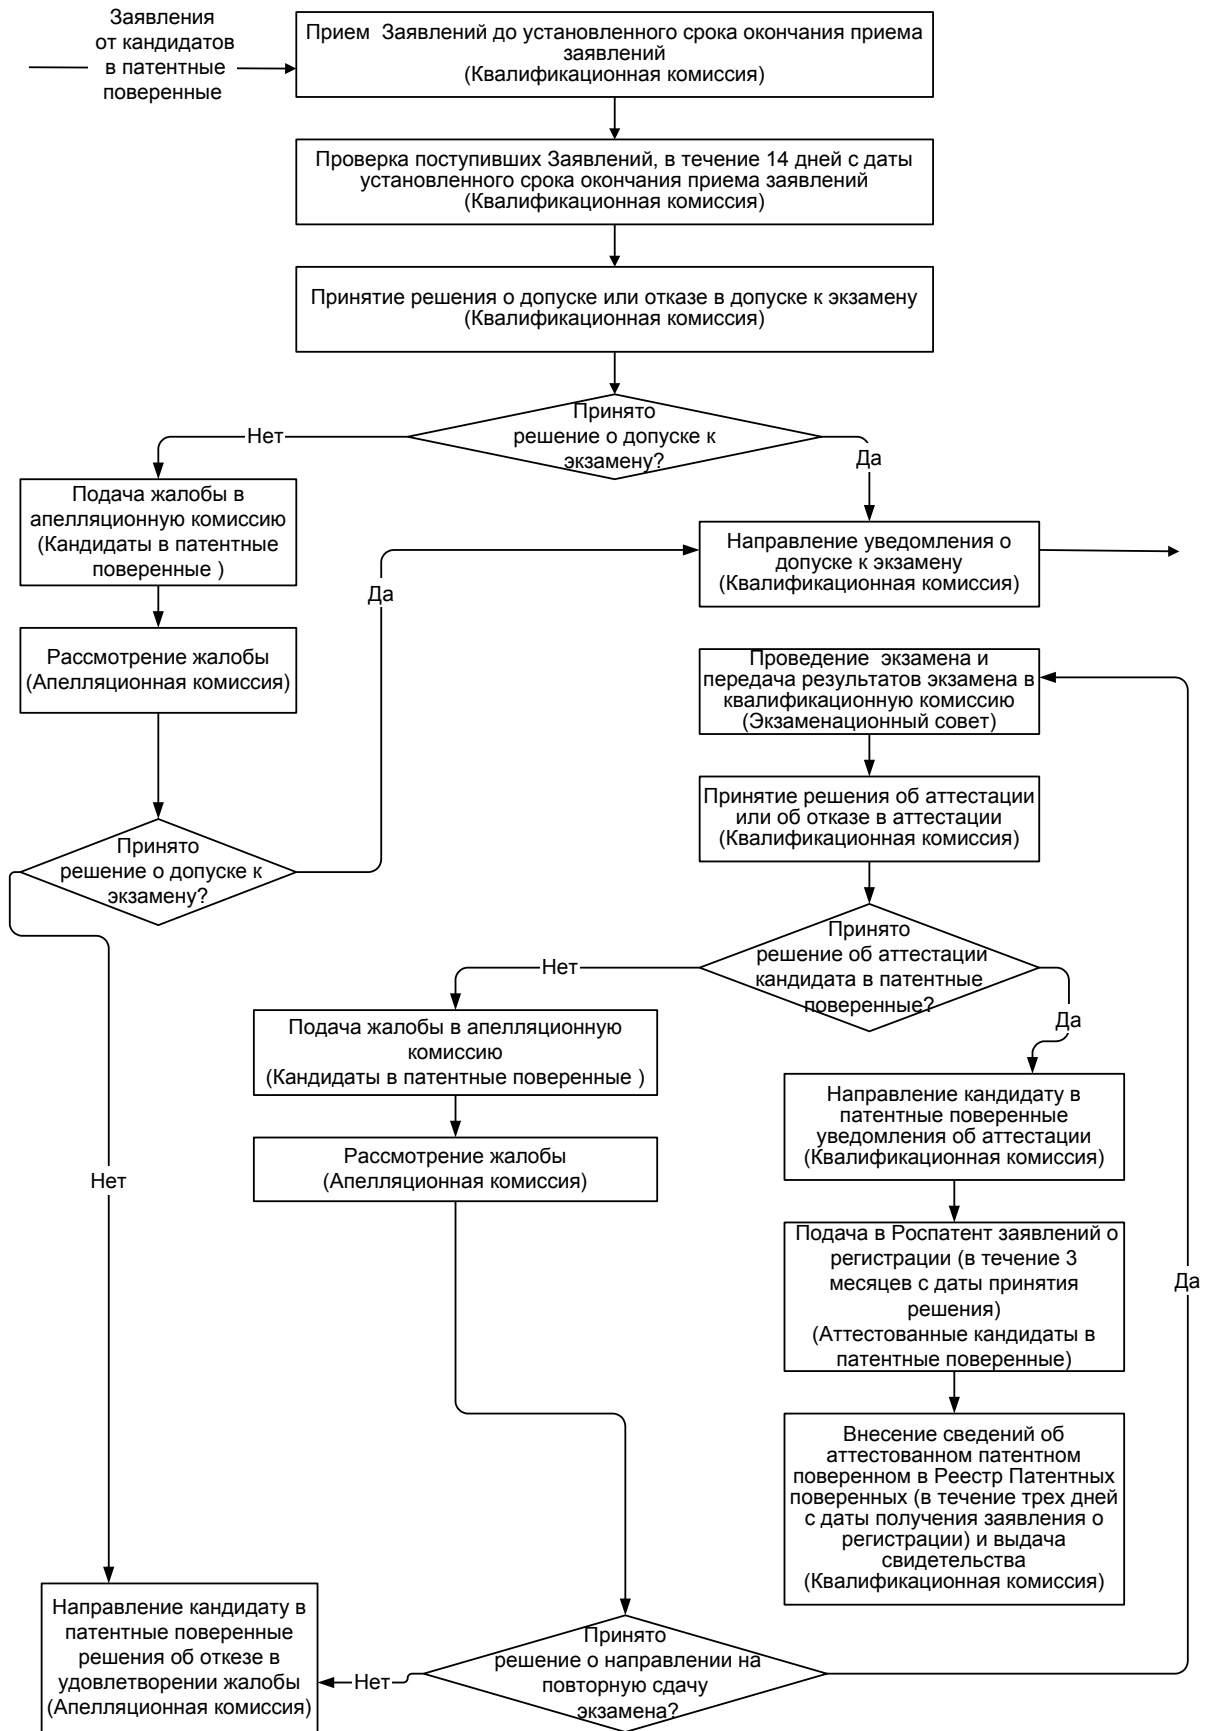 Заявления
от кандидатов
в патентные
поверенные
Прием Заявлений до установленного срока окончания приема
заявлений
(Квалификационная комиссия)
Проверка поступивших Заявлений, в течение 14 дней с даты
установленного срока окончания приема заявлений
(Квалификационная комиссия)
Принятие решения о допуске или отказе в допуске к экзамену
(Квалификационная комиссия)
Принято
решение о допуске к
экзамену?
Нет
Да
Подача жалобы в
апелляционную комиссию
(Кандидаты в патентные
поверенные )
Рассмотрение жалобы
(Апелляционная комиссия)
Да
Направление уведомления о
допуске к экзамену
(Квалификационная комиссия)
Проведение экзамена и
передача результатов экзамена в
квалификационную комиссию
(Экзаменационный совет)
Принятие решения об аттестации
или об отказе в аттестации
(Квалификационная комиссия)
Принято
решение о допуске к
экзамену?
Принято
решение об аттестации
кандидата в патентные
поверенные?
Нет
Да
Подача жалобы в апелляционную
комиссию
(Кандидаты в патентные поверенные )
Рассмотрение жалобы
(Апелляционная комиссия)
Направление кандидату в
патентные поверенные
уведомления об аттестации
(Квалификационная комиссия)
Нет
Подача в Роспатент заявлений о
регистрации (в течение 3
месяцев с даты принятия
решения)
(Аттестованные кандидаты в
патентные поверенные)
Да
Внесение сведений об
аттестованном патентном
поверенном в Реестр Патентных
поверенных (в течение трех дней
с даты получения заявления о
регистрации) и выдача
свидетельства
(Квалификационная комиссия)
Направление кандидату в
патентные поверенные
решения об откезе в
удовлетворении жалобы
(Апелляционная комиссия)
Нет
Принято
решение о направлении на
повторную сдачу
экзамена?